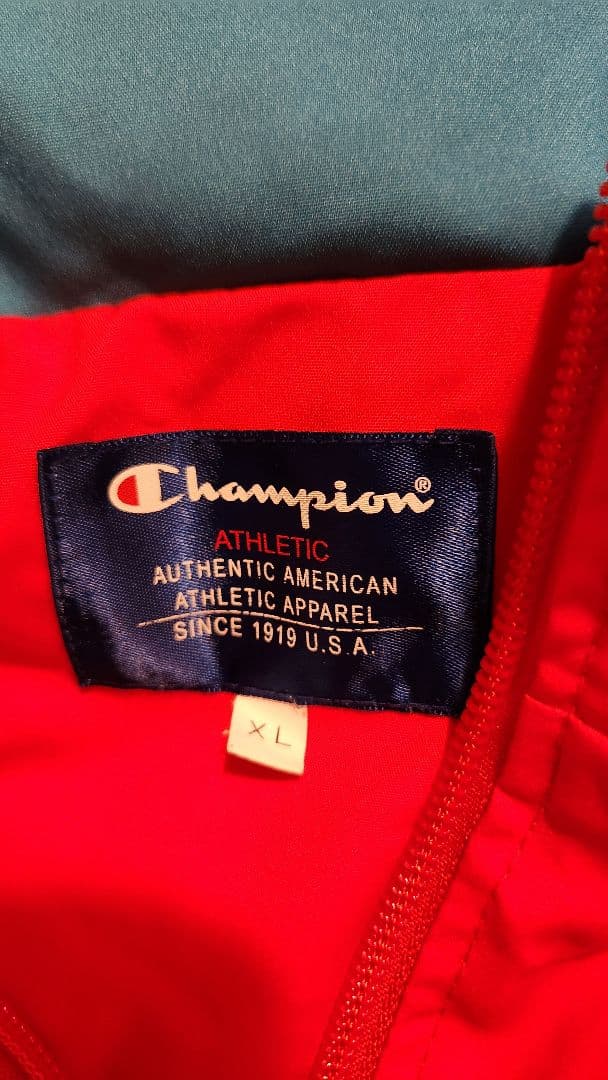 Champion®
ATHLETIC
AUTHENTIC AMERICAN
ATHLETIC APPAREL
SINCE 1919 U.S.A.
XL